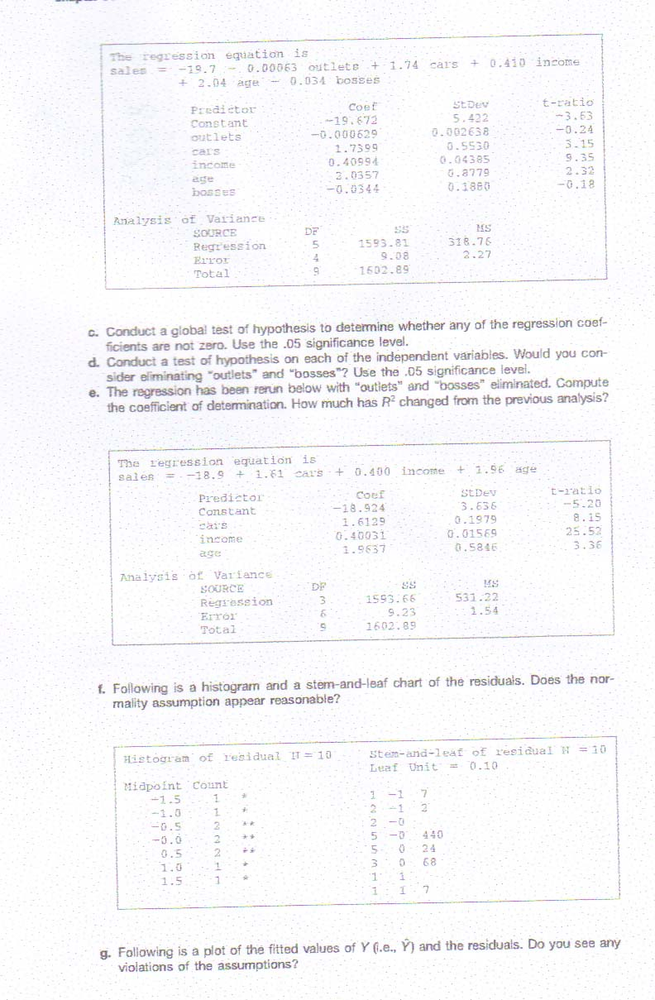 The regression equation is
sales = -19.7 - 0.00063 outlets + 1.74 cars + 0.410 income
+ 2.04 age - 0.034 bosses
Predictor Coef StDev t-ratio
Constant -19.672 5.422 -3.63
outlets -0.000629 0.002638 -0.24
cars 1.7399 0.5530 3.15
income 0.40994 0.04385 9.35
age 2.0357 0.8779 2.32
bosses -0.0344 0.1880 -0.18
Analysis of Variance
SOURCE DF SS MS
Regression 5 1593.81 318.76
Error 4 9.08 2.27
Total 9 1602.89
c. Conduct a global test of hypothesis to determine whether any of the regression coef-
ficients are not zero. Use the .05 significance level.
d. Conduct a test of hypothesis on each of the independent variables. Would you con-
sider eliminating "outlets" and "bosses"? Use the .05 significance level.
e. The regression has been rerun below with "outlets" and "bosses" eliminated. Compute
the coefficient of determination. How much has R² changed from the previous analysis?
The regression equation is
sales = -18.9 + 1.61 cars + 0.400 income + 1.96 age
Predictor Coef StDev t-ratio
Constant -18.924 3.636 -5.20
cars 1.6129 0.1979 8.15
income 0.40031 0.01569 25.52
age 1.9637 0.5846 3.36
Analysis of Variance
SOURCE DF SS MS
Regression 3 1593.66 531.22
Error 6 9.23 1.54
Total 9 1602.89
f. Following is a histogram and a stem-and-leaf chart of the residuals. Does the nor-
mality assumption appear reasonable?
Histogram of residual N = 10 Stem-and-leaf of residual N = 10
Leaf Unit = 0.10
Midpoint Count
-1.5 1 * 1 -1 7
-1.0 1 * 2 -1 2
-0.5 2 ** 2 -0
-0.0 2 ** 5 -0 440
0.5 2 ** 5 0 24
1.0 1 * 3 0 68
1.5 1 * 1 1
1 1 7
g. Following is a plot of the fitted values of Y (i.e., Ŷ) and the residuals. Do you see any
violations of the assumptions?